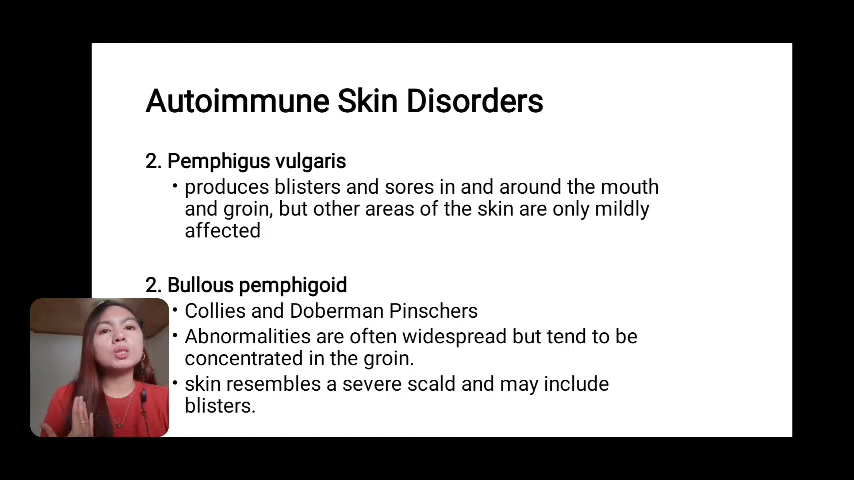 Autoimmune Skin Disorders
2. Pemphigus vulgaris
• produces blisters and sores in and around the mouth
and groin, but other areas of the skin are only mildly
affected
2. Bullous pemphigoid
• Collies and Doberman Pinschers
• Abnormalities are often widespread but tend to be
concentrated in the groin.
• skin resembles a severe scald and may include
blisters.